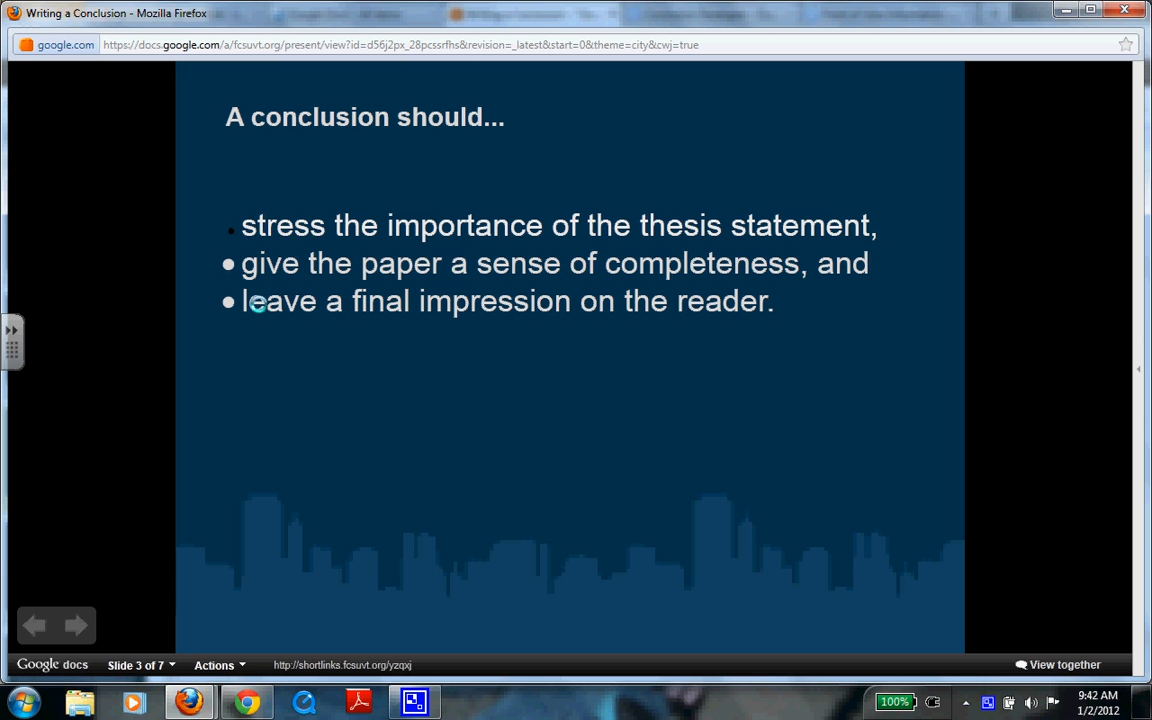 Writing a Conclusion - Mozilla Firefox
google.com https://docs.google.com/a/fcsuvt.org/present/view?id=d56j2px_28pcssrfhs&revision=_latest&start=0&theme=city&cwj=true
A conclusion should...
• stress the importance of the thesis statement,
• give the paper a sense of completeness, and
• leave a final impression on the reader.
Google docs Slide 3 of 7 Actions http://shortlinks.fcsuvt.org/yzqxj View together
100% 9:42 AM
1/2/2012